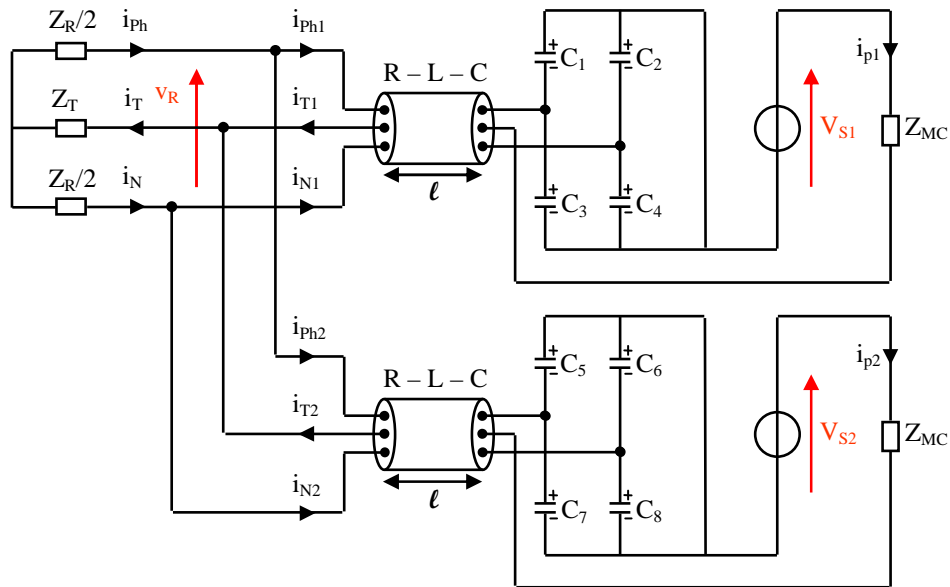 Z_R/2 i_Ph i_Ph1
R – L – C
C_1 C_2
i_p1
Z_T i_T v_R i_T1
V_S1 Z_MC
Z_R/2 i_N i_N1
ℓ
C_3 C_4
i_Ph2
R – L – C
C_5 C_6
i_p2
i_T2
V_S2 Z_MC
i_N2
ℓ
C_7 C_8